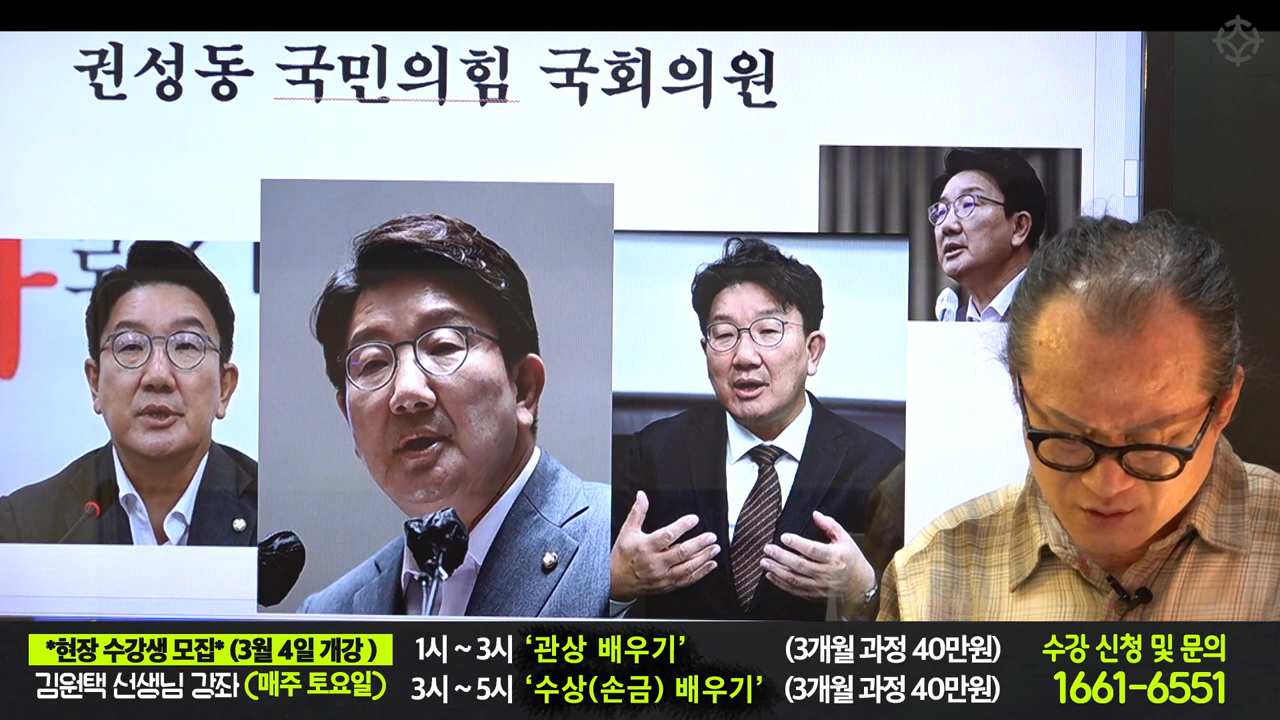 권성동 국민의힘 국회의원
*현장 수강생 모집* (3월 4일 개강)
김원택 선생님 강좌 (매주 토요일)
1시 ~ 3시 ‘관상 배우기’ (3개월 과정 40만원)
3시 ~ 5시 ‘수상(손금) 배우기’ (3개월 과정 40만원)
수강 신청 및 문의
1661-6551